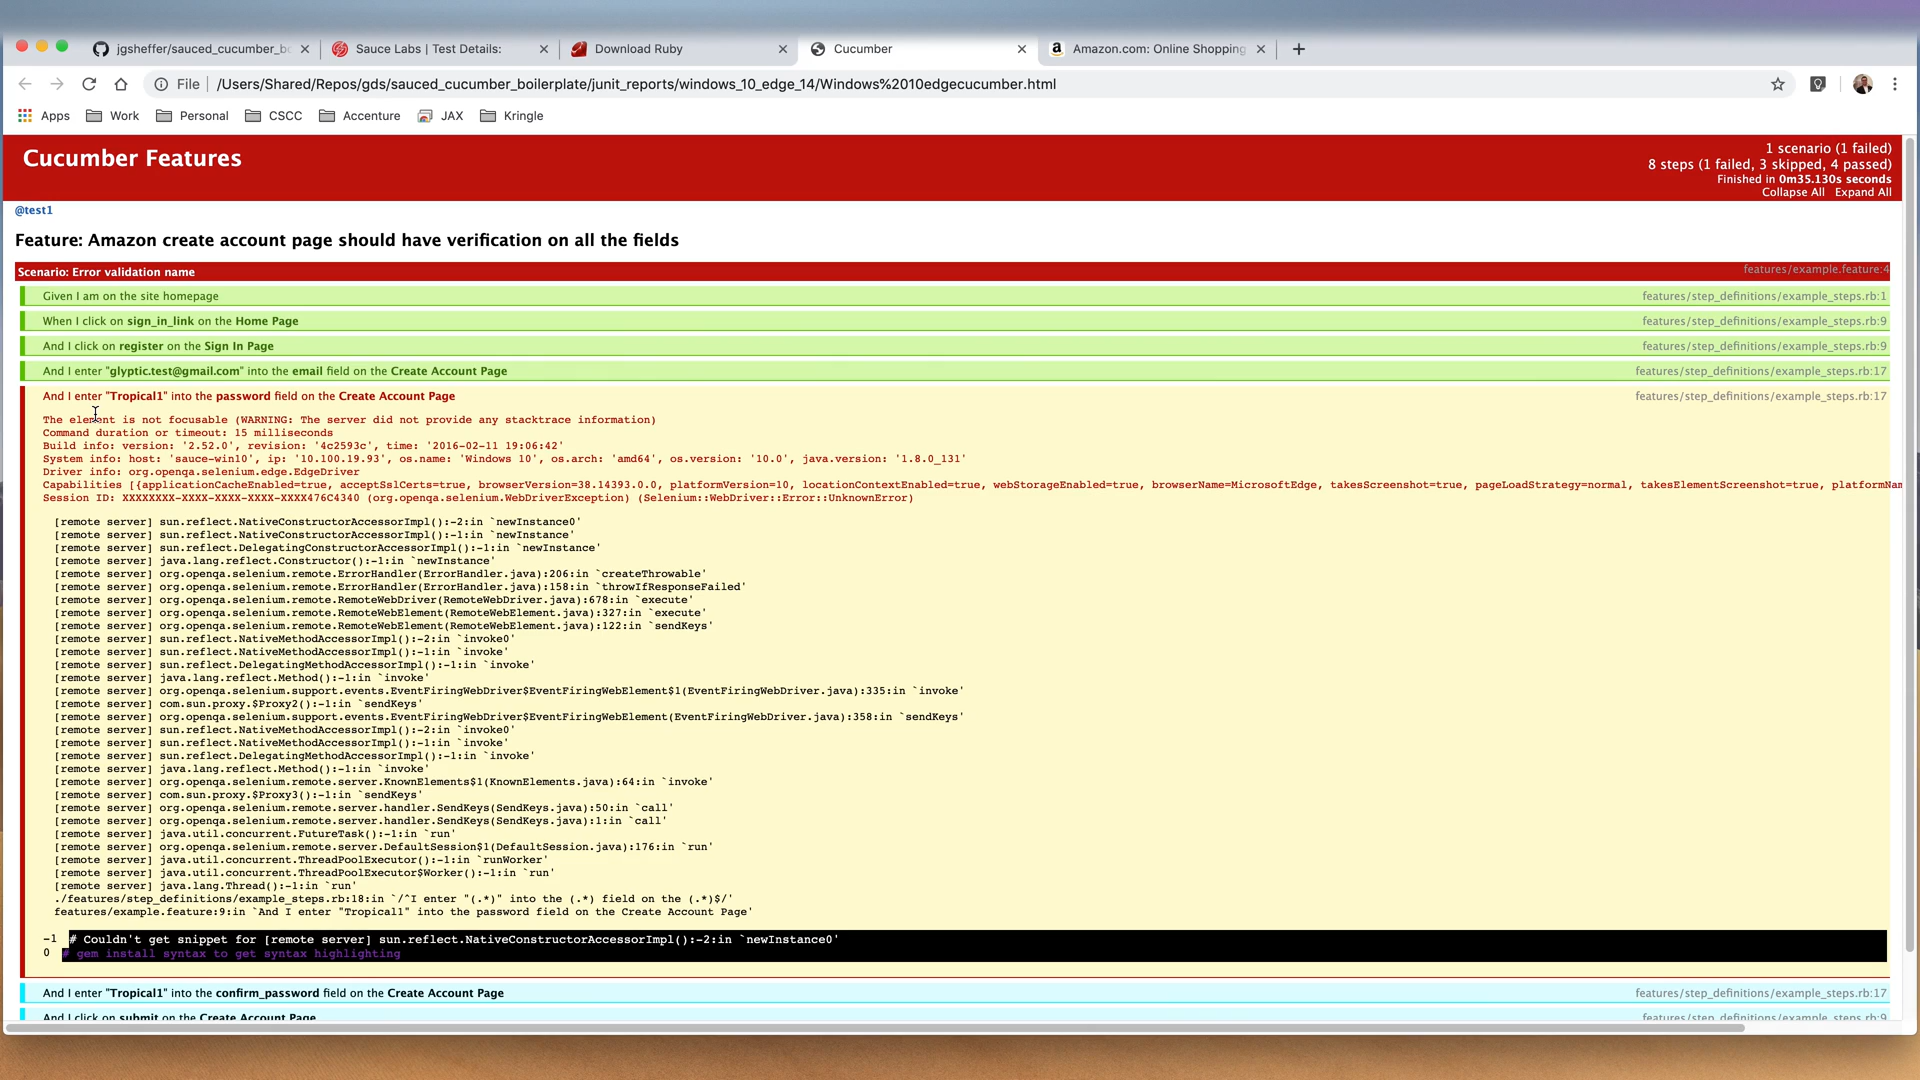 jgsheffer/sauced_cucumber_bo
Sauce Labs | Test Details:
Download Ruby
Cucumber
Amazon.com: Online Shopping
File | /Users/Shared/Repos/gds/sauced_cucumber_boilerplate/junit_reports/windows_10_edge_14/Windows%2010edgecucumber.html
Apps Work Personal CSCC Accenture JAX Kringle
Cucumber Features
1 scenario (1 failed)
8 steps (1 failed, 3 skipped, 4 passed)
Finished in 0m35.130s seconds
Collapse All Expand All
@test1
Feature: Amazon create account page should have verification on all the fields
Scenario: Error validation name features/example.feature:4
Given I am on the site homepage features/step_definitions/example_steps.rb:1
When I click on sign_in_link on the Home Page features/step_definitions/example_steps.rb:9
And I click on register on the Sign In Page features/step_definitions/example_steps.rb:9
And I enter "glyptic.test@gmail.com" into the email field on the Create Account Page features/step_definitions/example_steps.rb:17
And I enter "Tropical1" into the password field on the Create Account Page features/step_definitions/example_steps.rb:17
The element is not focusable (WARNING: The server did not provide any stacktrace information)
Command duration or timeout: 15 milliseconds
Build info: version: '2.52.0', revision: '4c2593c', time: '2016-02-11 19:06:42'
System info: host: 'sauce-win10', ip: '10.100.19.93', os.name: 'Windows 10', os.arch: 'amd64', os.version: '10.0', java.version: '1.8.0_131'
Driver info: org.openqa.selenium.edge.EdgeDriver
Capabilities [{applicationCacheEnabled=true, acceptSslCerts=true, browserVersion=38.14393.0.0, platformVersion=10, locationContextEnabled=true, webStorageEnabled=true, browserName=MicrosoftEdge, takesScreenshot=true, pageLoadStrategy=normal, takesElementScreenshot=true, platformNam
Session ID: XXXXXXXX-XXXX-XXXX-XXXX-XXXX476C4340 (org.openqa.selenium.WebDriverException) (Selenium::WebDriver::Error::UnknownError)
[remote server] sun.reflect.NativeConstructorAccessorImpl():-2:in `newInstance0'
[remote server] sun.reflect.NativeConstructorAccessorImpl():-1:in `newInstance'
[remote server] sun.reflect.DelegatingConstructorAccessorImpl():-1:in `newInstance'
[remote server] java.lang.reflect.Constructor():-1:in `newInstance'
[remote server] org.openqa.selenium.remote.ErrorHandler(ErrorHandler.java):206:in `createThrowable'
[remote server] org.openqa.selenium.remote.ErrorHandler(ErrorHandler.java):158:in `throwIfResponseFailed'
[remote server] org.openqa.selenium.remote.RemoteWebDriver(RemoteWebDriver.java):678:in `execute'
[remote server] org.openqa.selenium.remote.RemoteWebElement(RemoteWebElement.java):327:in `execute'
[remote server] org.openqa.selenium.remote.RemoteWebElement(RemoteWebElement.java):122:in `sendKeys'
[remote server] sun.reflect.NativeMethodAccessorImpl():-2:in `invoke0'
[remote server] sun.reflect.NativeMethodAccessorImpl():-1:in `invoke'
[remote server] sun.reflect.DelegatingMethodAccessorImpl():-1:in `invoke'
[remote server] java.lang.reflect.Method():-1:in `invoke'
[remote server] org.openqa.selenium.support.events.EventFiringWebDriver$EventFiringWebElement$1(EventFiringWebDriver.java):335:in `invoke'
[remote server] com.sun.proxy.$Proxy2():-1:in `sendKeys'
[remote server] org.openqa.selenium.support.events.EventFiringWebDriver$EventFiringWebElement(EventFiringWebDriver.java):358:in `sendKeys'
[remote server] sun.reflect.NativeMethodAccessorImpl():-2:in `invoke0'
[remote server] sun.reflect.NativeMethodAccessorImpl():-1:in `invoke'
[remote server] sun.reflect.DelegatingMethodAccessorImpl():-1:in `invoke'
[remote server] java.lang.reflect.Method():-1:in `invoke'
[remote server] org.openqa.selenium.remote.server.KnownElements$1(KnownElements.java):64:in `invoke'
[remote server] com.sun.proxy.$Proxy3():-1:in `sendKeys'
[remote server] org.openqa.selenium.remote.server.handler.SendKeys(SendKeys.java):50:in `call'
[remote server] org.openqa.selenium.remote.server.handler.SendKeys(SendKeys.java):1:in `call'
[remote server] java.util.concurrent.FutureTask():-1:in `run'
[remote server] org.openqa.selenium.remote.server.DefaultSession$1(DefaultSession.java):176:in `run'
[remote server] java.util.concurrent.ThreadPoolExecutor():-1:in `runWorker'
[remote server] java.util.concurrent.ThreadPoolExecutor$Worker():-1:in `run'
[remote server] java.lang.Thread():-1:in `run'
./features/step_definitions/example_steps.rb:18:in `/^I enter "(.*)" into the (.*) field on the (.*)$/'
features/example.feature:9:in `And I enter "Tropical1" into the password field on the Create Account Page'
-1 # Couldn't get snippet for [remote server] sun.reflect.NativeConstructorAccessorImpl():-2:in `newInstance0'
0 # gem install syntax to get syntax highlighting
And I enter "Tropical1" into the confirm_password field on the Create Account Page features/step_definitions/example_steps.rb:17
And I click on submit on the Create Account Page features/step_definitions/example_steps.rb:9